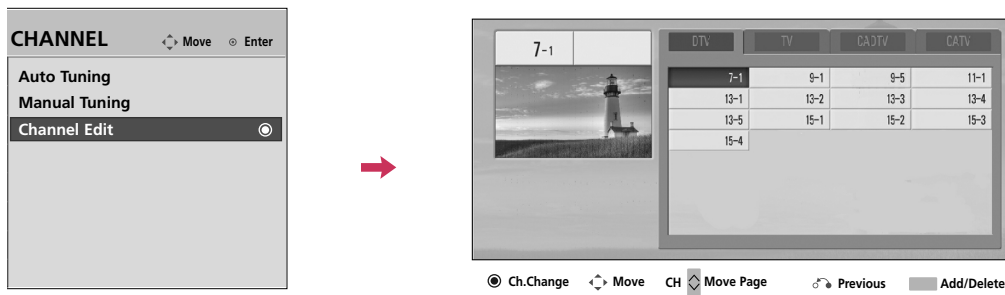 CHANNEL Move Enter
Auto Tuning
Manual Tuning
Channel Edit
7-1
DTV TV CADTV CATV
7-1 9-1 9-5 11-1
13-1 13-2 13-3 13-4
13-5 15-1 15-2 15-3
15-4
Ch.Change Move CH Move Page Previous Add/Delete